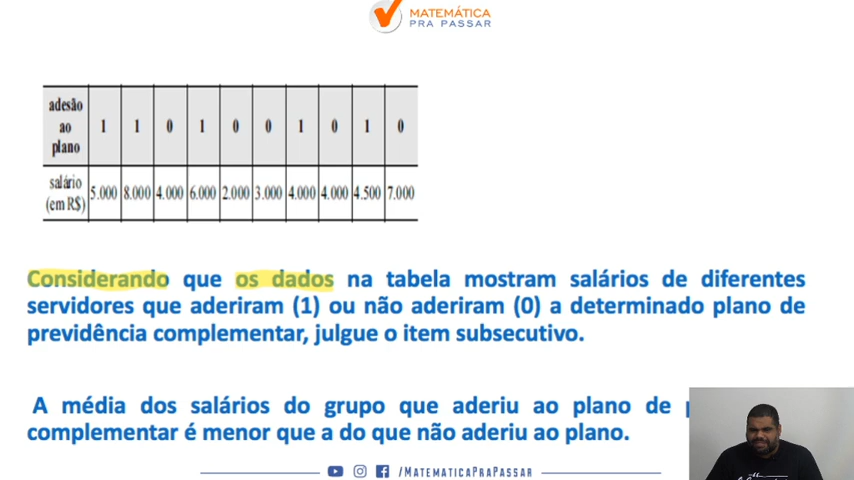 MATEMÁTICA
PRA PASSAR
adesão ao plano 1 1 0 1 0 0 1 0 1 0
salário (em R$) 5.000 8.000 4.000 6.000 2.000 3.000 4.000 4.000 4.500 7.000
Considerando que os dados na tabela mostram salários de diferentes
servidores que aderiram (1) ou não aderiram (0) a determinado plano de
previdência complementar, julgue o item subsecutivo.
A média dos salários do grupo que aderiu ao plano de
complementar é menor que a do que não aderiu ao plano.
/MATEMATICAPRAPASSAR